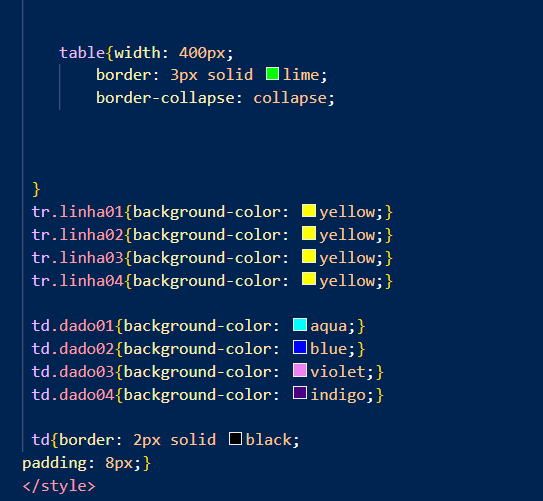 table{width: 400px;
border: 3px solid lime;
border-collapse: collapse;
}
tr.linha01{background-color: yellow;}
tr.linha02{background-color: yellow;}
tr.linha03{background-color: yellow;}
tr.linha04{background-color: yellow;}
td.dado01{background-color: aqua;}
td.dado02{background-color: blue;}
td.dado03{background-color: violet;}
td.dado04{background-color: indigo;}
td{border: 2px solid black;
padding: 8px;}
</style>